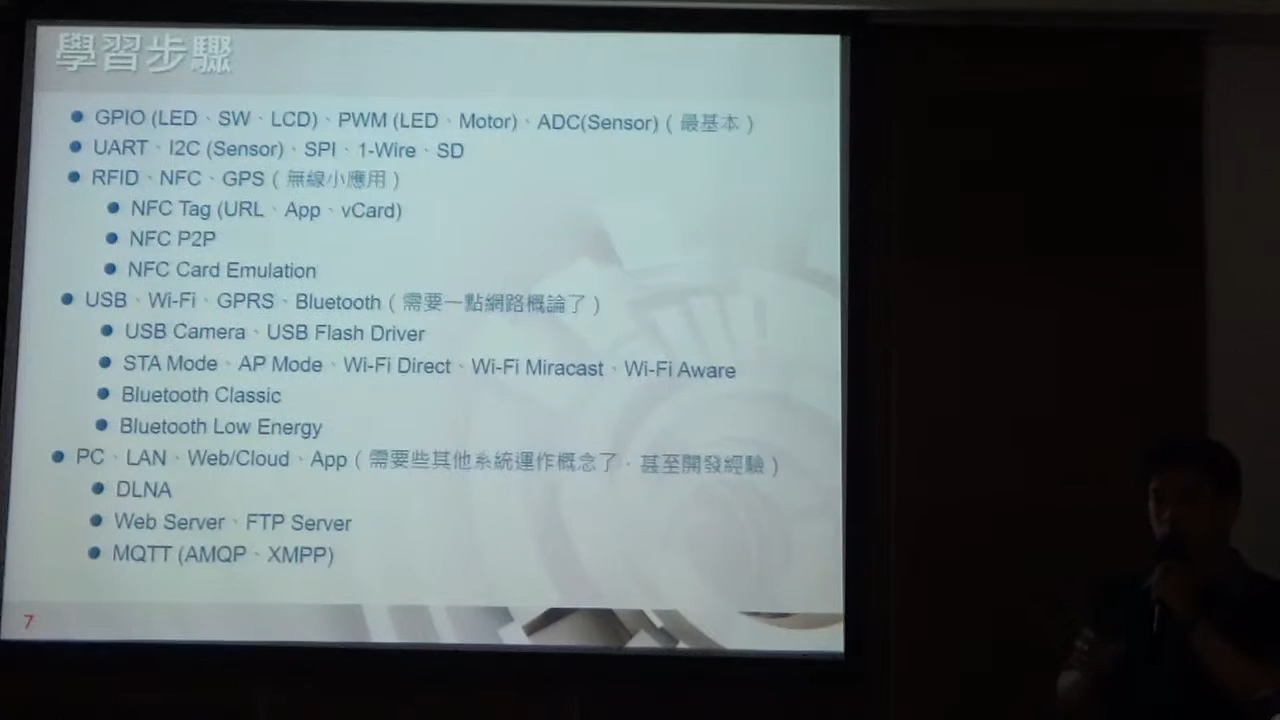 學習步驟
GPIO (LED、SW、LCD)、PWM (LED、Motor)、ADC(Sensor)（最基本）
UART、I2C (Sensor)、SPI、1-Wire、SD
RFID、NFC、GPS（無線小應用）
NFC Tag (URL、App、vCard)
NFC P2P
NFC Card Emulation
USB、Wi-Fi、GPRS、Bluetooth（需要一點網路概論了）
USB Camera、USB Flash Driver
STA Mode、AP Mode、Wi-Fi Direct、Wi-Fi Miracast、Wi-Fi Aware
Bluetooth Classic
Bluetooth Low Energy
PC、LAN、Web/Cloud、App（需要些其他系統運作概念了，甚至開發經驗）
DLNA
Web Server、FTP Server
MQTT (AMQP、XMPP)
7